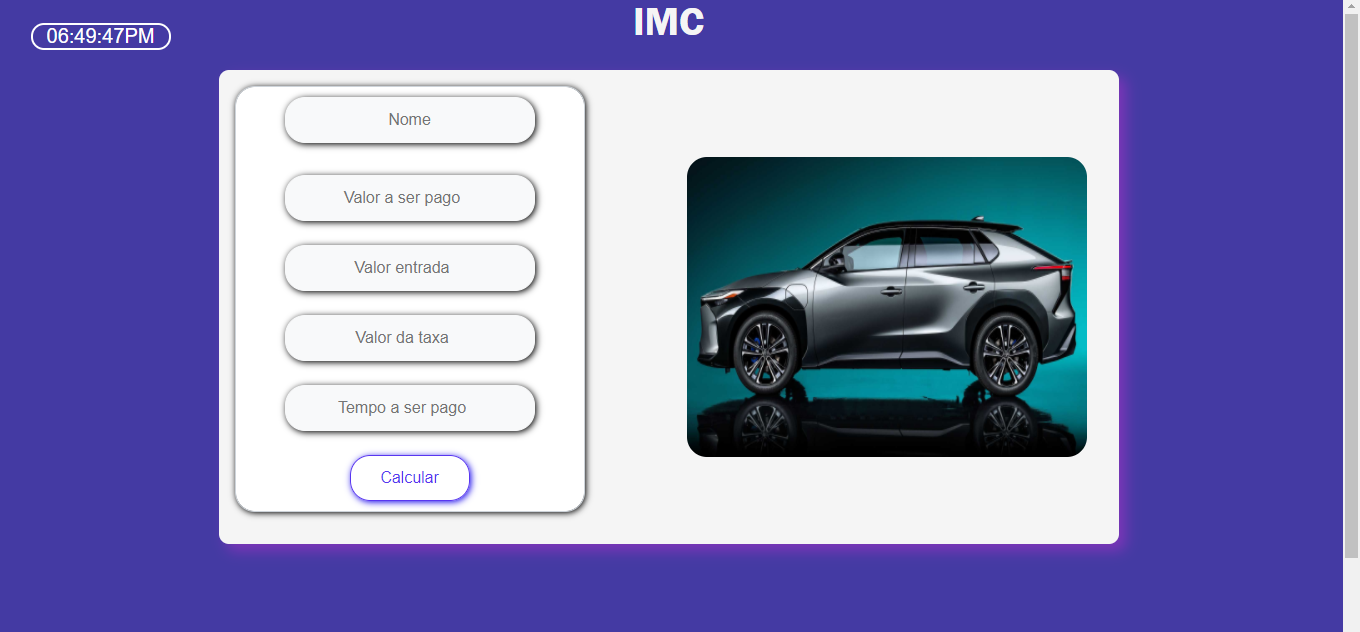 IMC
06:49:47PM
Nome
Valor a ser pago
Valor entrada
Valor da taxa
Tempo a ser pago
Calcular